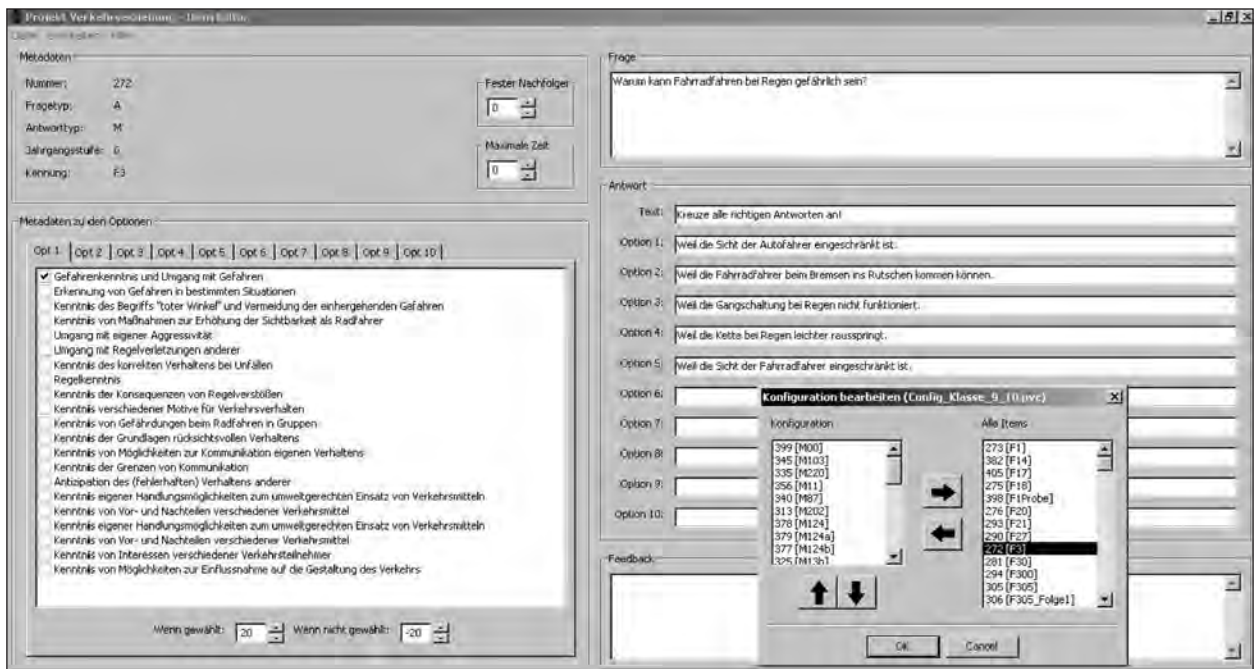 Projekt Verkehrserziehung - Item Editor
Metadaten
Nummer: 272
Fragetyp: A
Antworttyp: M
Jahrgangsstufe: 6
Kennung: F3
Fester Nachfolger
0
Maximale Zeit
0
Metadaten zu den Optionen
Opt 1 Opt 2 Opt 3 Opt 4 Opt 5 Opt 6 Opt 7 Opt 8 Opt 9 Opt 10
Gefahrenkenntnis und Umgang mit Gefahren
Erkennung von Gefahren in bestimmten Situationen
Kenntnis des Begriffs "toter Winkel" und Vermeidung der einhergehenden Gefahren
Kenntnis von Maßnahmen zur Erhöhung der Sichtbarkeit als Radfahrer
Umgang mit eigener Aggressivität
Umgang mit Regelverletzungen anderer
Kenntnis des korrekten Verhaltens bei Unfällen
Regelkenntnis
Kenntnis der Konsequenzen von Regelverstößen
Kenntnis verschiedener Motive für Verkehrsverhalten
Kenntnis von Gefährdungen beim Radfahren in Gruppen
Kenntnis der Grundlagen rücksichtsvollen Verhaltens
Kenntnis von Möglichkeiten zur Kommunikation eigenen Verhaltens
Kenntnis der Grenzen von Kommunikation
Antizipation des (fehlerhaften) Verhaltens anderer
Kenntnis eigener Handlungsmöglichkeiten zum umweltgerechten Einsatz von Verkehrsmitteln
Kenntnis von Vor- und Nachteilen verschiedener Verkehrsmittel
Kenntnis eigener Handlungsmöglichkeiten zum umweltgerechten Einsatz von Verkehrsmitteln
Kenntnis von Vor- und Nachteilen verschiedener Verkehrsmittel
Kenntnis von Interessen verschiedener Verkehrsteilnehmer
Kenntnis von Möglichkeiten zur Einflussnahme auf die Gestaltung des Verkehrs
Wenn gewählt: 20 Wenn nicht gewählt: -20
Frage
Warum kann Fahrradfahren bei Regen gefährlich sein?
Antwort
Text: Kreuze alle richtigen Antworten an!
Option 1: Weil die Sicht der Autofahrer eingeschränkt ist.
Option 2: Weil die Fahrradfahrer beim Bremsen ins Rutschen kommen können.
Option 3: Weil die Gangschaltung bei Regen nicht funktioniert.
Option 4: Weil die Kette bei Regen leichter rausspringt.
Option 5: Weil die Sicht der Fahrradfahrer eingeschränkt ist.
Option 6:
Option 7:
Option 8:
Option 9:
Option 10:
Feedback
Konfiguration bearbeiten (Config_Klasse_9_10.pvc)
Konfiguration
399 [M00]
345 [M103]
335 [M220]
356 [M11]
340 [M87]
313 [M202]
378 [M124]
379 [M124a]
377 [M124b]
325 [M13b]
Alle Items
273 [F1]
382 [F14]
405 [F17]
275 [F18]
398 [F1Probe]
276 [F20]
293 [F21]
290 [F27]
272 [F3]
281 [F30]
294 [F300]
305 [F305]
306 [F305_Folge1]
OK Cancel